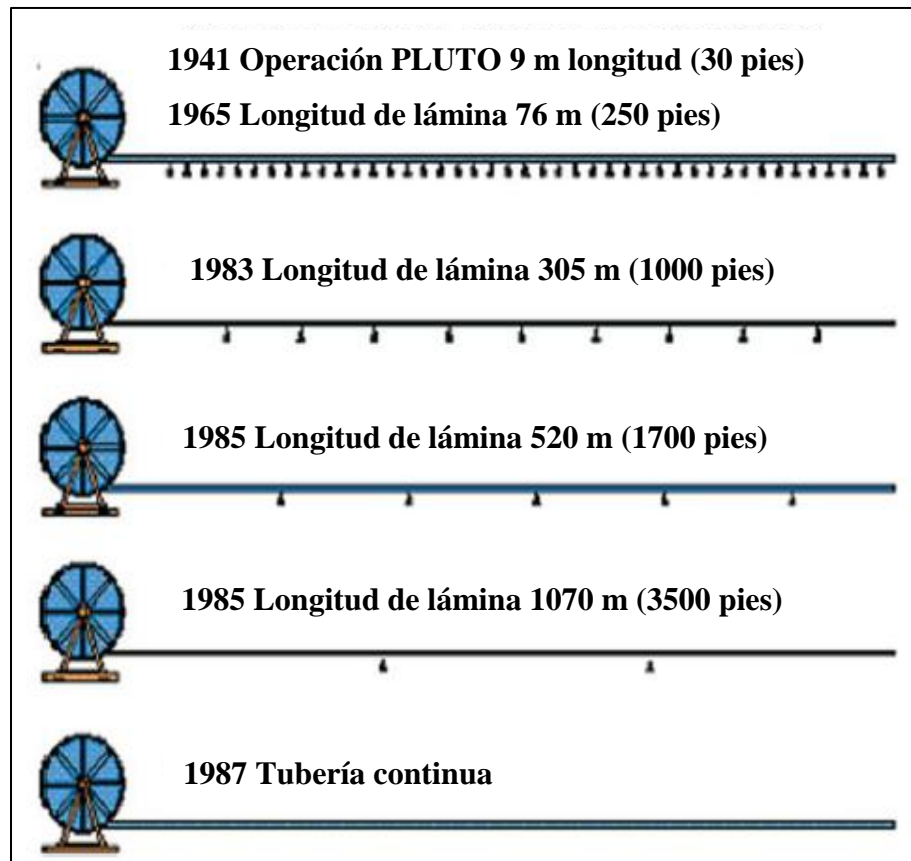 1941 Operación PLUTO 9 m longitud (30 pies)
1965 Longitud de lámina 76 m (250 pies)
1983 Longitud de lámina 305 m (1000 pies)
1985 Longitud de lámina 520 m (1700 pies)
1985 Longitud de lámina 1070 m (3500 pies)
1987 Tubería continua